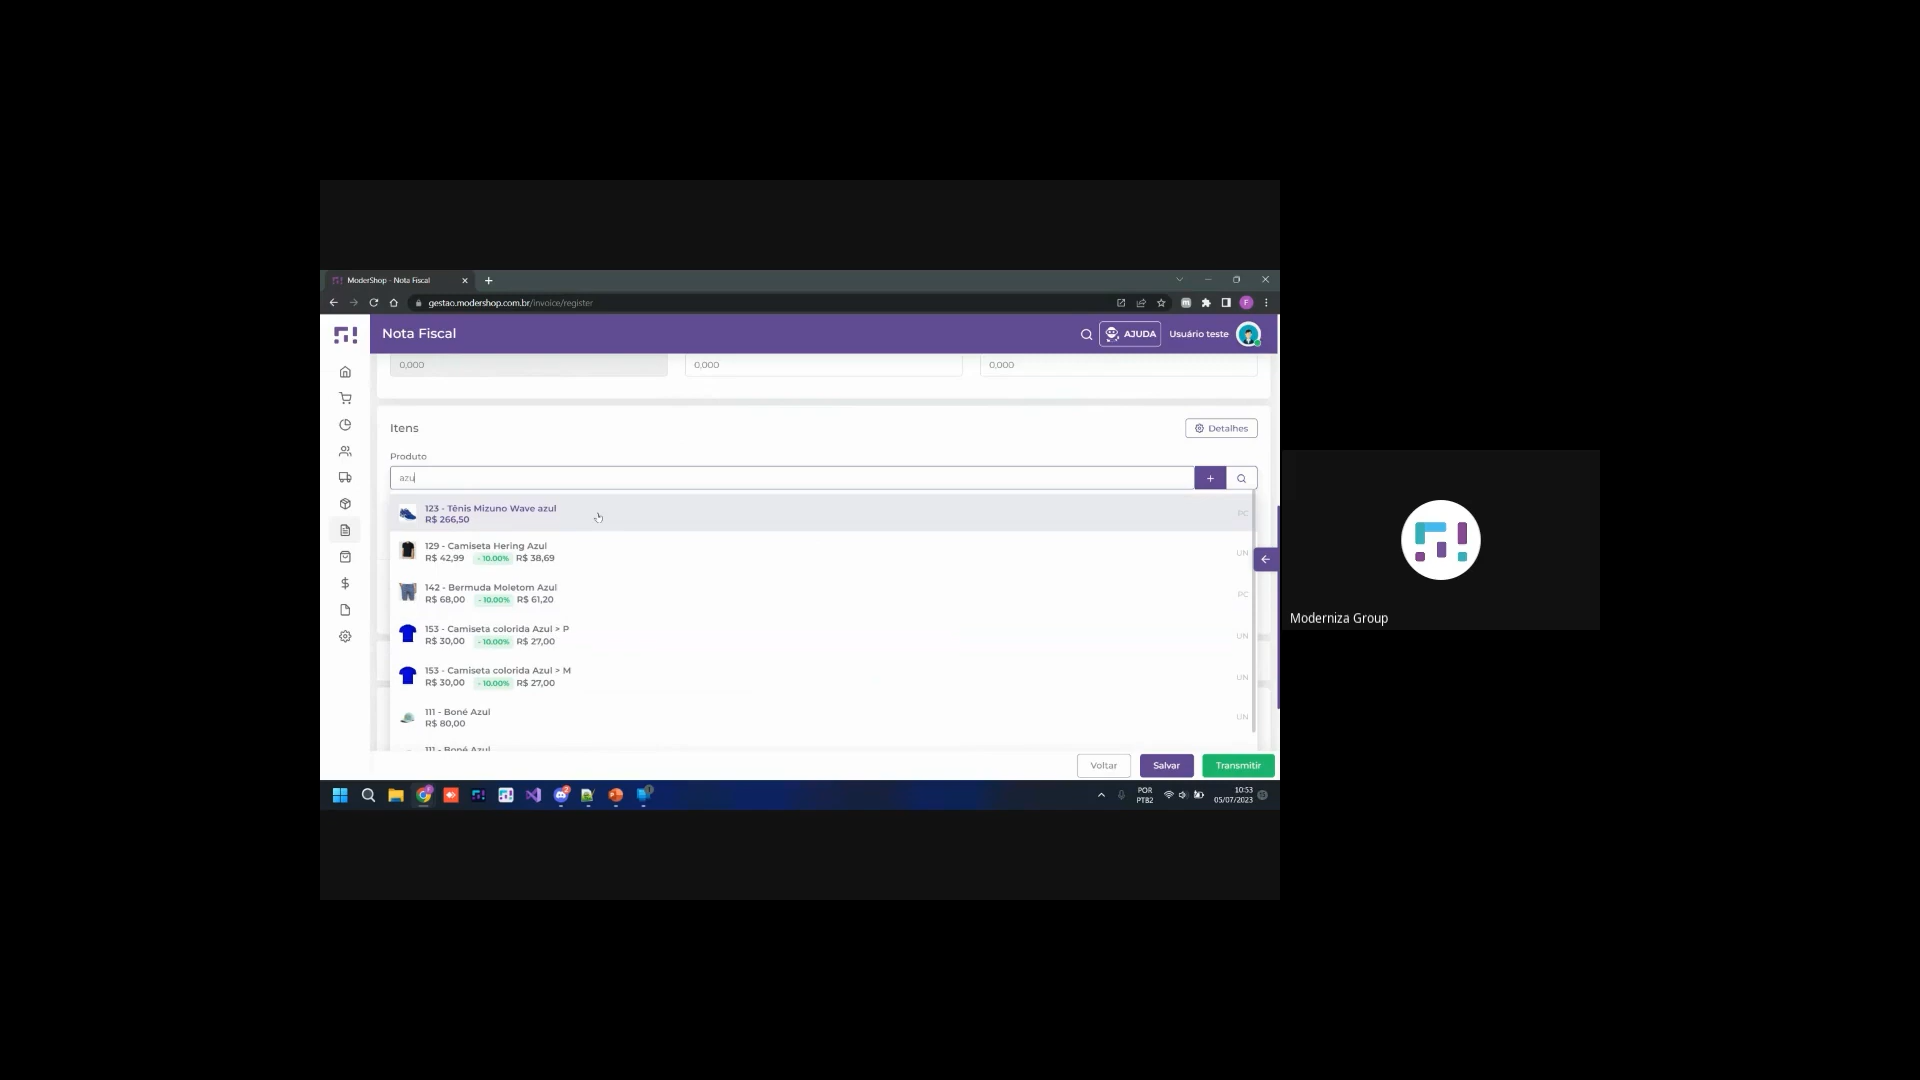 ModerShop - Nota Fiscal
gestao.modershop.com.br/invoice/register
Nota Fiscal
AJUDA
Usuário teste
0,000
0,000
0,000
Itens
Detalhes
Produto
azu
123 - Tênis Mizuno Wave azul
R$ 266,50
PC
129 - Camiseta Hering Azul
R$ 42,99 - 10.00% R$ 38,69
UN
142 - Bermuda Moletom Azul
R$ 68,00 - 10.00% R$ 61,20
PC
153 - Camiseta colorida Azul > P
R$ 30,00 - 10.00% R$ 27,00
UN
153 - Camiseta colorida Azul > M
R$ 30,00 - 10.00% R$ 27,00
UN
111 - Boné Azul
R$ 80,00
UN
111 - Boné Azul
Voltar
Salvar
Transmitir
POR
PTB2
10:53
05/07/2023
Moderniza Group